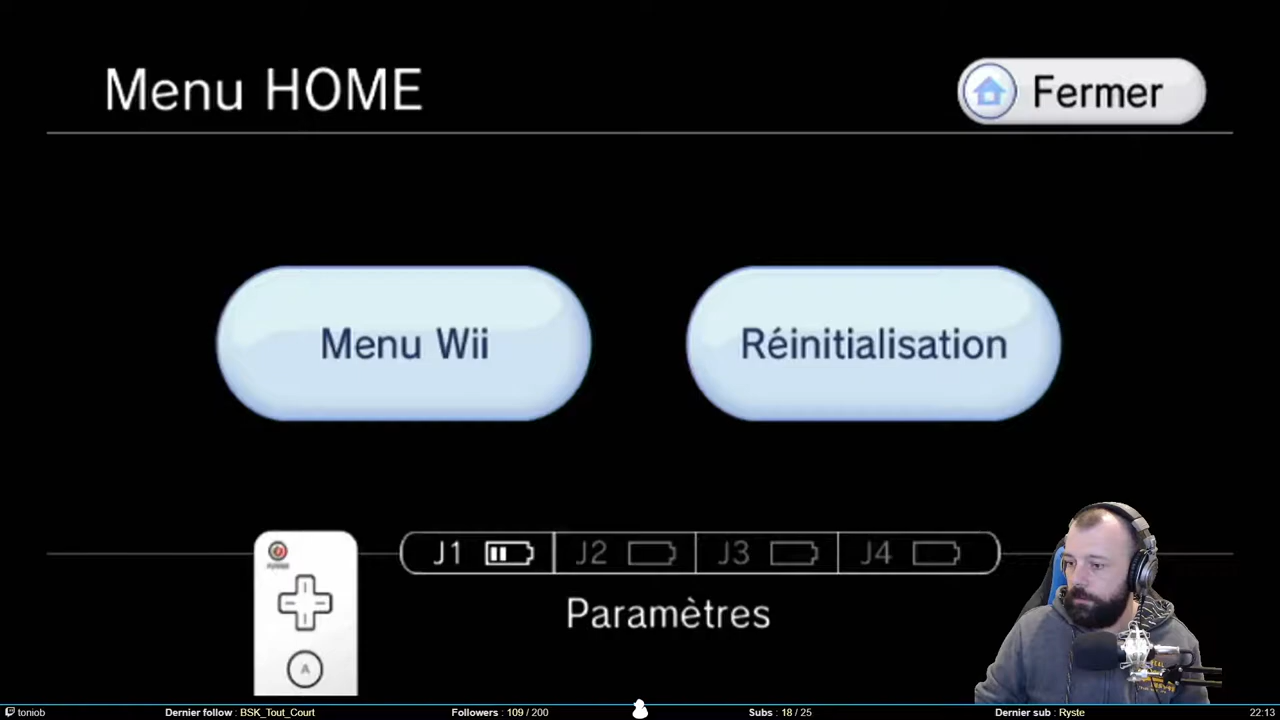 Menu HOME
Fermer
Menu Wii
Réinitialisation
J1
J2
J3
J4
Paramètres
A
toniob
Dernier follow : BSK_Tout_Court
Followers : 109 / 200
Subs : 18 / 25
Dernier sub : Ryste
22:13